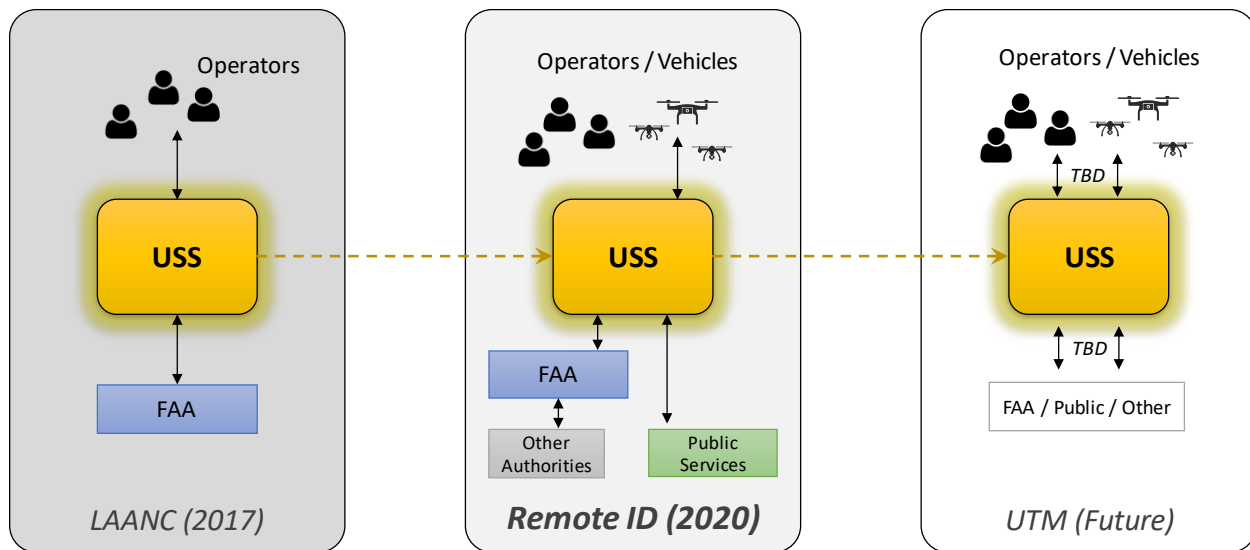 Operators
USS
FAA
LAANC (2017)
Operators / Vehicles
USS
FAA
Other
Authorities
Public
Services
Remote ID (2020)
Operators / Vehicles
TBD
USS
TBD
FAA / Public / Other
UTM (Future)